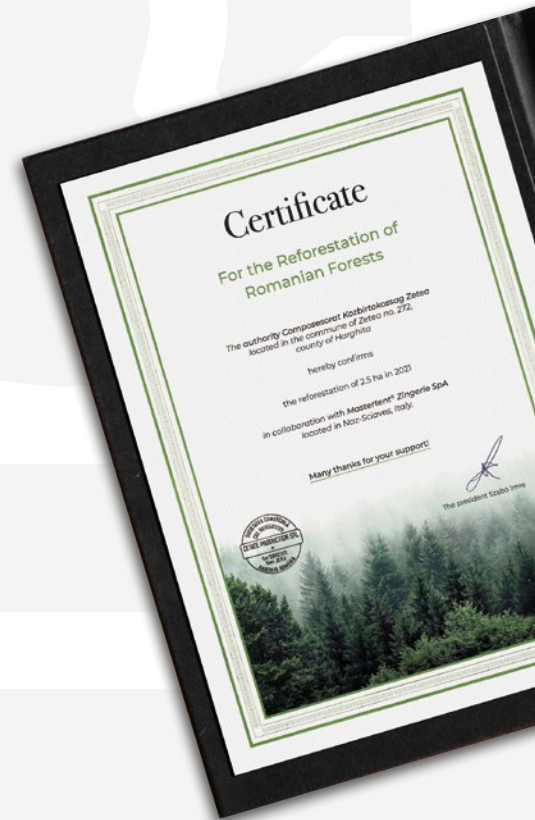 Certificate
For the Reforestation of
Romanian Forests
The authority Composesorat Kozbirtokossag Zetea
located in the commune of Zetea no. 272,
county of Harghita
hereby confirms
the reforestation of 2.5 ha in 2021
in collaboration with Mastertent® Zingerle SpA
located in Naz-Sciaves, Italy.
Many thanks for your support!
The president Szabó Imre